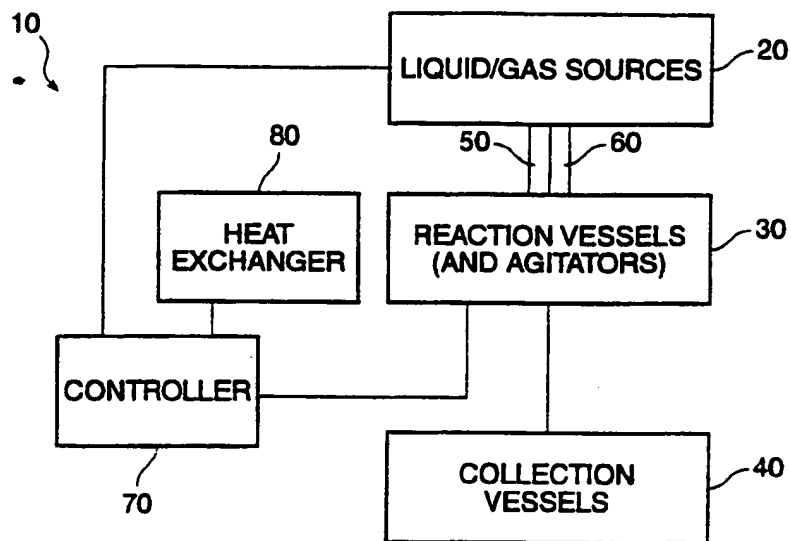 10
LIQUID/GAS SOURCES
20
50
60
80
HEAT
EXCHANGER
REACTION VESSELS
(AND AGITATORS)
30
CONTROLLER
70
COLLECTION
VESSELS
40